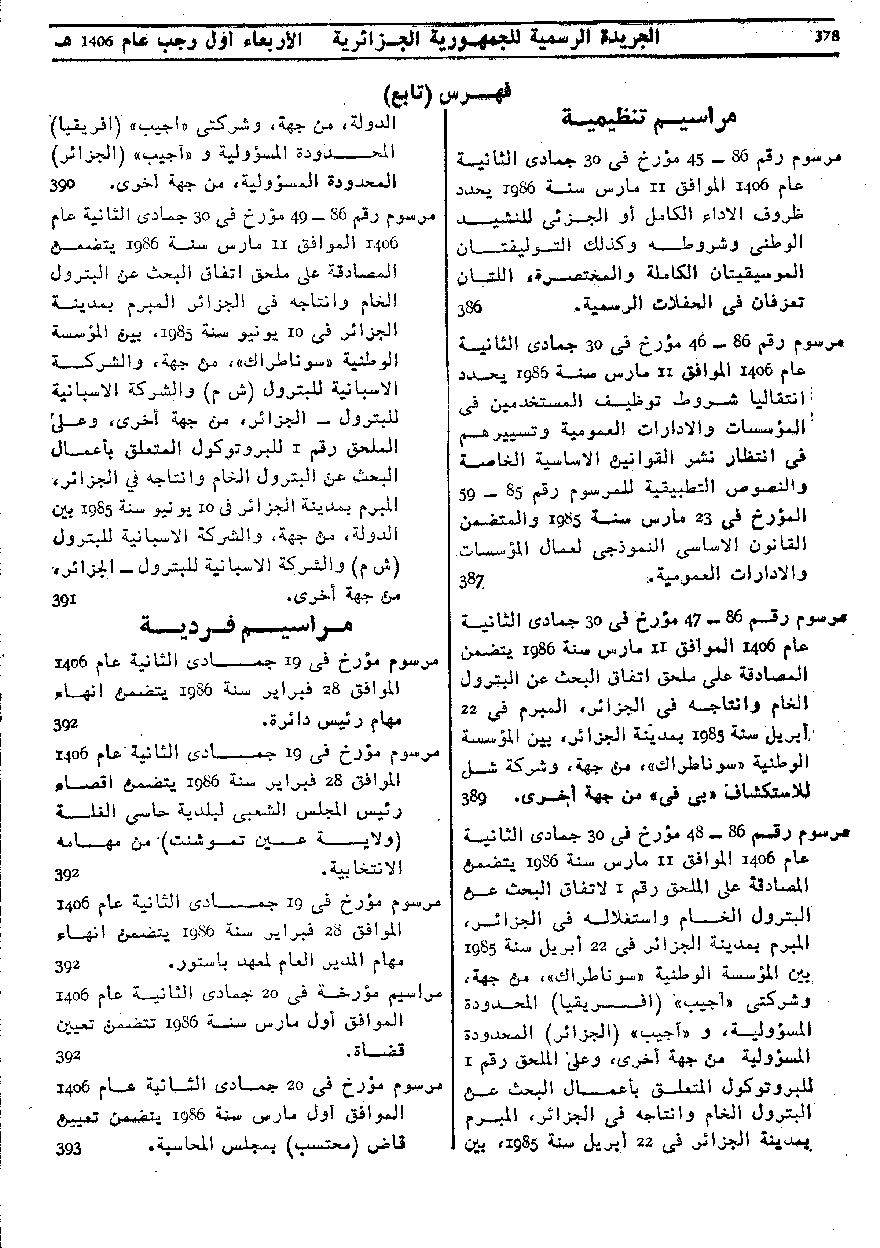 378 الجريدة الرسمية للجمهورية الجزائرية الأربعاء أول رجب عام 1406 هـ
فهرس (تابع)
مراسيم تنظيمية
مرسوم رقم 86 – 45 مؤرخ في 30 جمادى الثانية
عام 1406 الموافق 11 مارس سنة 1986 يحدد
ظروف الاداء الكامل أو الجزئي للنشيد
الوطني وشروطه وكذلك التوليفتان
الموسيقيتان الكاملة والمختصرة، اللتان
تعزفان في الحفلات الرسمية. 386
مرسوم رقم 86 – 46 مؤرخ في 30 جمادى الثانية
عام 1406 الموافق 11 مارس سنة 1986 يحدد
انتقاليا شروط توظيف المستخدمين في
المؤسسات والادارات العمومية وتسييرهم
في انتظار نشر القوانين الاساسية الخاصة
والنصوص التطبيقية للمرسوم رقم 85 – 59
المؤرخ في 23 مارس سنة 1985 والمتضمن
القانون الاساسي النموذجي لعمال المؤسسات
والادارات العمومية. 387
مرسوم رقم 86 – 47 مؤرخ في 30 جمادى الثانية
عام 1406 الموافق 11 مارس سنة 1986 يتضمن
المصادقة على ملحق اتفاق البحث عن البترول
الخام وانتاجه في الجزائر، المبرم في 22
أبريل سنة 1985 بمدينة الجزائر، بين المؤسسة
الوطنية «سوناطراك»، من جهة، وشركة شل
للاستكشاف «بي في» من جهة أخرى. 389
مرسوم رقم 86 – 48 مؤرخ في 30 جمادى الثانية
عام 1406 الموافق 11 مارس سنة 1986 يتضمن
المصادقة على الملحق رقم 1 لاتفاق البحث عن
البترول الخام واستغلاله في الجزائر،
المبرم بمدينة الجزائر في 22 أبريل سنة 1985
بين المؤسسة الوطنية «سوناطراك»، من جهة،
وشركتي «أجيب» (افريقيا) المحدودة
المسؤولية، و «أجيب» (الجزائر) المحدودة
المسؤولية من جهة أخرى، وعلى الملحق رقم 1
للبروتوكول المتعلق بأعمال البحث عن
البترول الخام وانتاجه في الجزائر، المبرم
بمدينة الجزائر في 22 أبريل سنة 1985، بين
الدولة، من جهة، وشركتي «أجيب» (افريقيا)
المحدودة المسؤولية و «أجيب» (الجزائر)
المحدودة المسؤولية، من جهة أخرى. 390
مرسوم رقم 86 – 49 مؤرخ في 30 جمادى الثانية عام
1406 الموافق 11 مارس سنة 1986 يتضمن
المصادقة على ملحق اتفاق البحث عن البترول
الخام وانتاجه في الجزائر المبرم بمدينة
الجزائر في 10 يونيو سنة 1985، بين المؤسسة
الوطنية «سوناطراك»، من جهة، والشركة
الاسبانية للبترول (ش م) والشركة الاسبانية
للبترول – الجزائر، من جهة أخرى، وعلى
الملحق رقم 1 للبروتوكول المتعلق بأعمال
البحث عن البترول الخام وانتاجه في الجزائر،
المبرم بمدينة الجزائر في 10 يونيو سنة 1985 بين
الدولة، من جهة، والشركة الاسبانية للبترول
(ش م) والشركة الاسبانية للبترول – الجزائر،
من جهة أخرى. 391
مراسيم فردية
مرسوم مؤرخ في 19 جمادى الثانية عام 1406
الموافق 28 فبراير سنة 1986 يتضمن انهاء
مهام رئيس دائرة. 392
مرسوم مؤرخ في 19 جمادى الثانية عام 1406
الموافق 28 فبراير سنة 1986 يتضمن اقصاء
رئيس المجلس الشعبي لبلدية حاسي الغلة
(ولاية عين تموشنت) من مهامه
الانتخابية. 392
مرسوم مؤرخ في 19 جمادى الثانية عام 1406
الموافق 28 فبراير سنة 1986 يتضمن انهاء
مهام المدير العام لمعهد باستور. 392
مراسيم مؤرخة في 20 جمادى الثانية عام 1406
الموافق أول مارس سنة 1986 تتضمن تعيين
قضاة. 392
مرسوم مؤرخ في 20 جمادى الثانية عام 1406
الموافق أول مارس سنة 1986 يتضمن تعيين
قاض (محتسب) بمجلس المحاسبة. 393